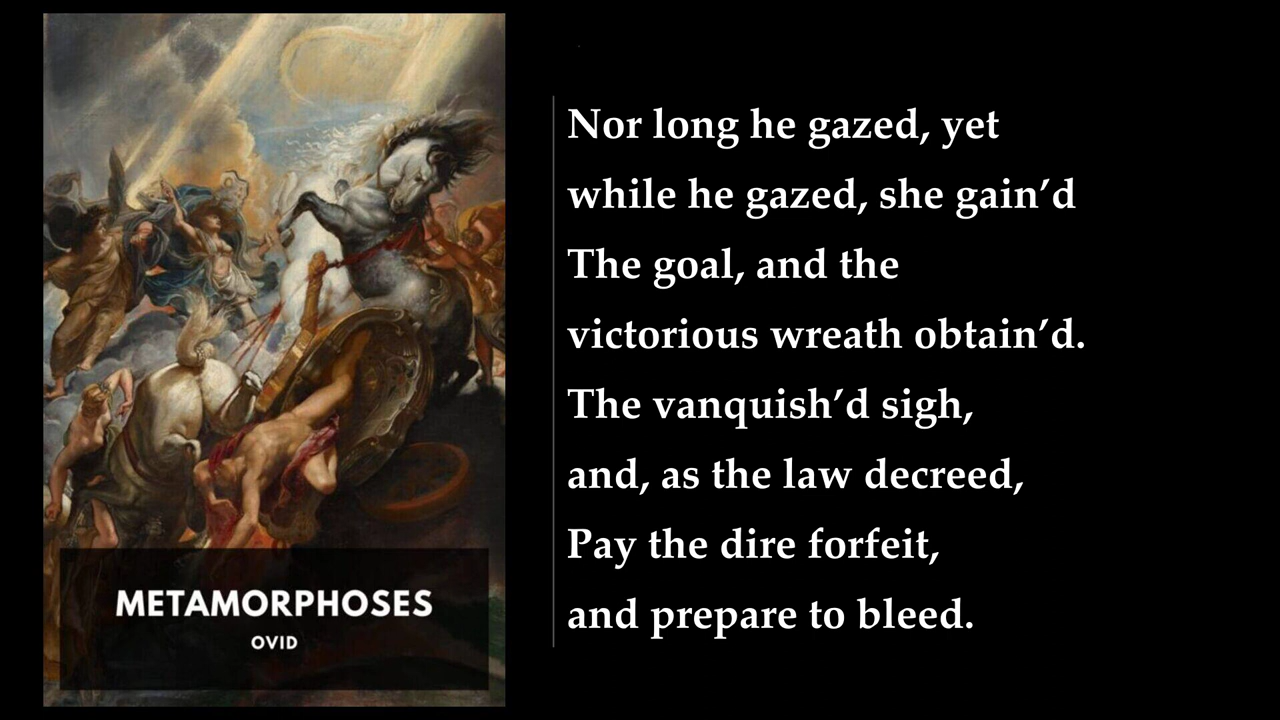 METAMORPHOSES
OVID
Nor long he gazed, yet
while he gazed, she gain’d
The goal, and the
victorious wreath obtain’d.
The vanquish’d sigh,
and, as the law decreed,
Pay the dire forfeit,
and prepare to bleed.